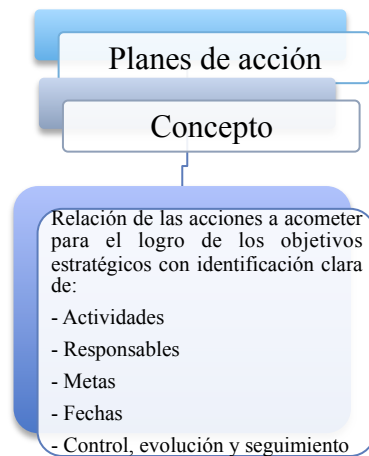 Planes de acción
Concepto
Relación de las acciones a acometer
para el logro de los objetivos
estratégicos con identificación clara
de:
- Actividades
- Responsables
- Metas
- Fechas
- Control, evolución y seguimiento